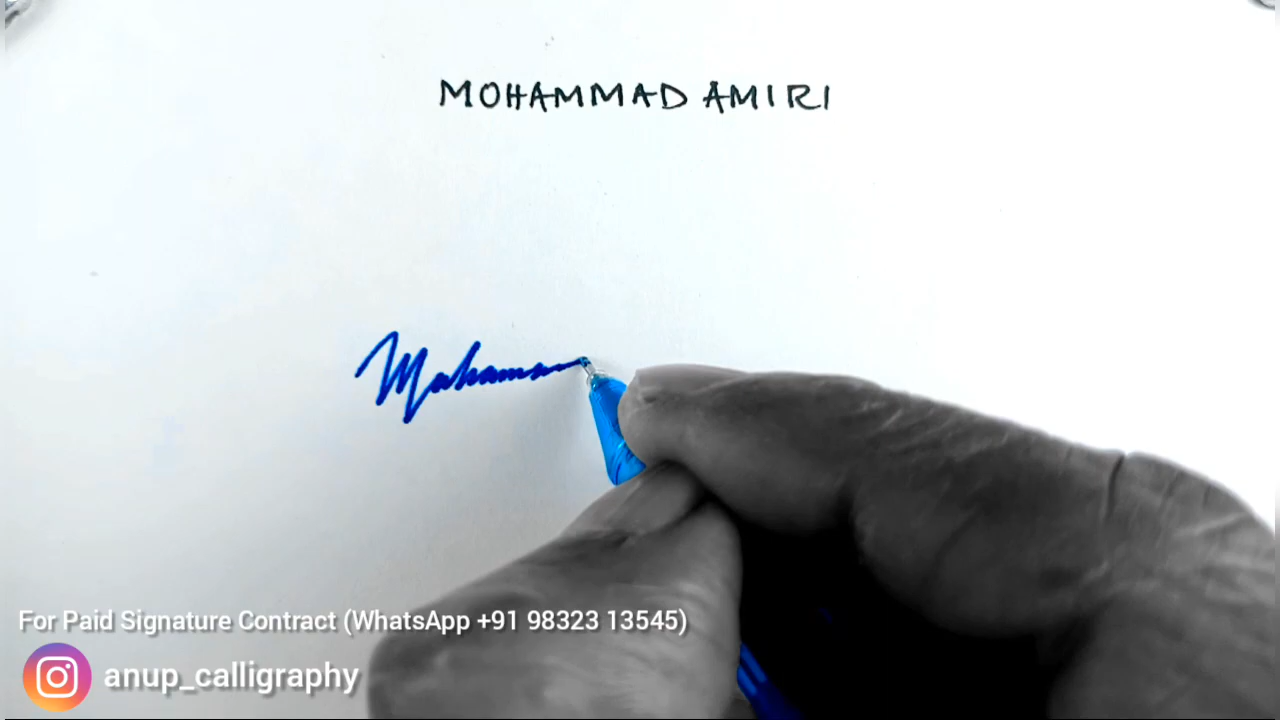 MOHAMMAD AMIRI
Mohamm
For Paid Signature Contract (WhatsApp +91 98323 13545)
anup_calligraphy